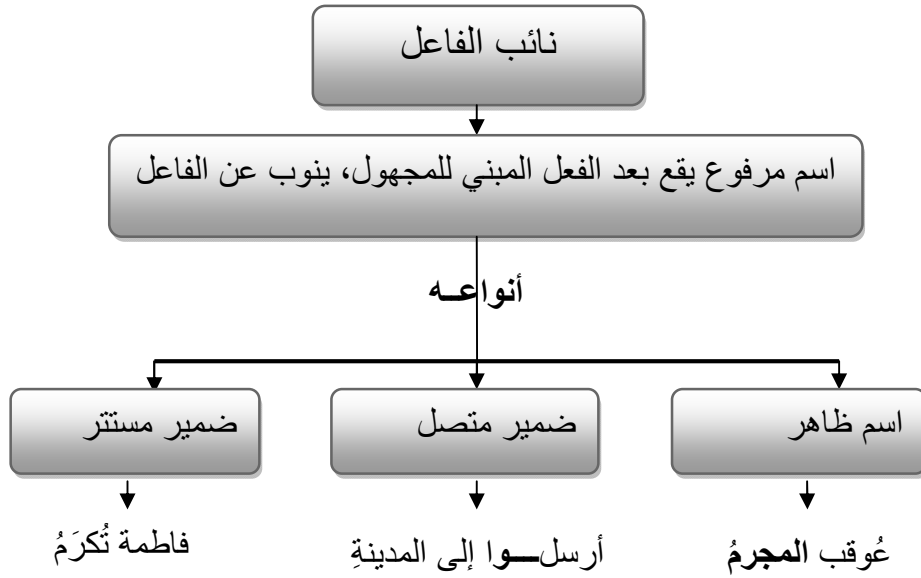 نائب الفاعل
اسم مرفوع يقع بعد الفعل المبني للمجهول، ينوب عن الفاعل
أنواعـــه
اسم ظاهر
ضمير متصل
ضمير مستتر
عُوقب المجرمُ
أرسلـــوا إلى المدينةِ
فاطمة تُكرَمُ